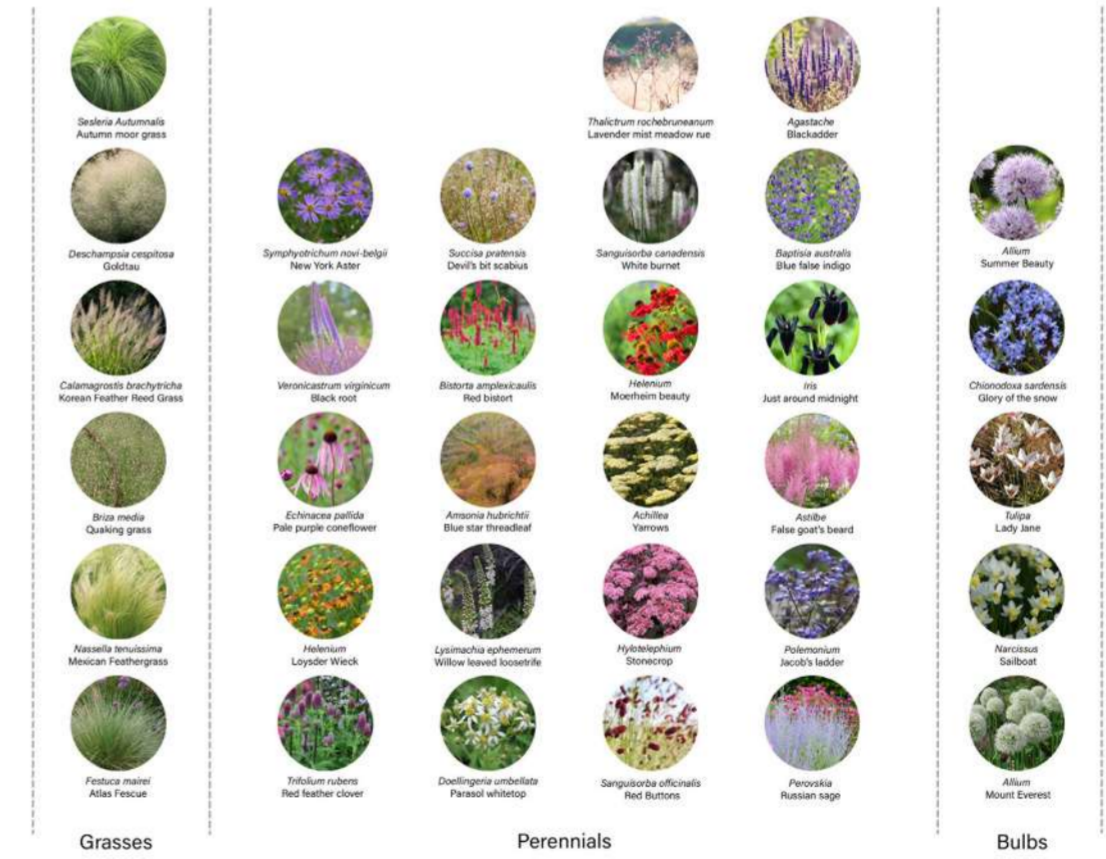 Sesleria Autumnalis
Autumn moor grass
Thalictrum rochebruneanum
Lavender mist meadow rue
Agastache
Blackadder
Deschampsia cespitosa
Goldtau
Symphyotrichum novi-belgii
New York Aster
Succisa pratensis
Devil's bit scabius
Sanguisorba canadensis
White burnet
Baptisia australis
Blue false indigo
Allium
Summer Beauty
Calamagrostis brachytricha
Korean Feather Reed Grass
Veronicastrum virginicum
Black root
Bistorta amplexicaulis
Red bistort
Helenium
Moerheim beauty
Iris
Just around midnight
Chionodoxa sardensis
Glory of the snow
Briza media
Quaking grass
Echinacea pallida
Pale purple coneflower
Amsonia hubrichtii
Blue star threadleaf
Achillea
Yarrows
Astilbe
False goat's beard
Tulipa
Lady Jane
Nassella tenuissima
Mexican Feathergrass
Helenium
Loysder Wieck
Lysimachia ephemerum
Willow leaved loosetrife
Hylotelephium
Stonecrop
Polemonium
Jacob's ladder
Narcissus
Sailboat
Festuca mairei
Atlas Fescue
Trifolium rubens
Red feather clover
Doellingeria umbellata
Parasol whitetop
Sanguisorba officinalis
Red Buttons
Perovskia
Russian sage
Allium
Mount Everest
Grasses
Perennials
Bulbs